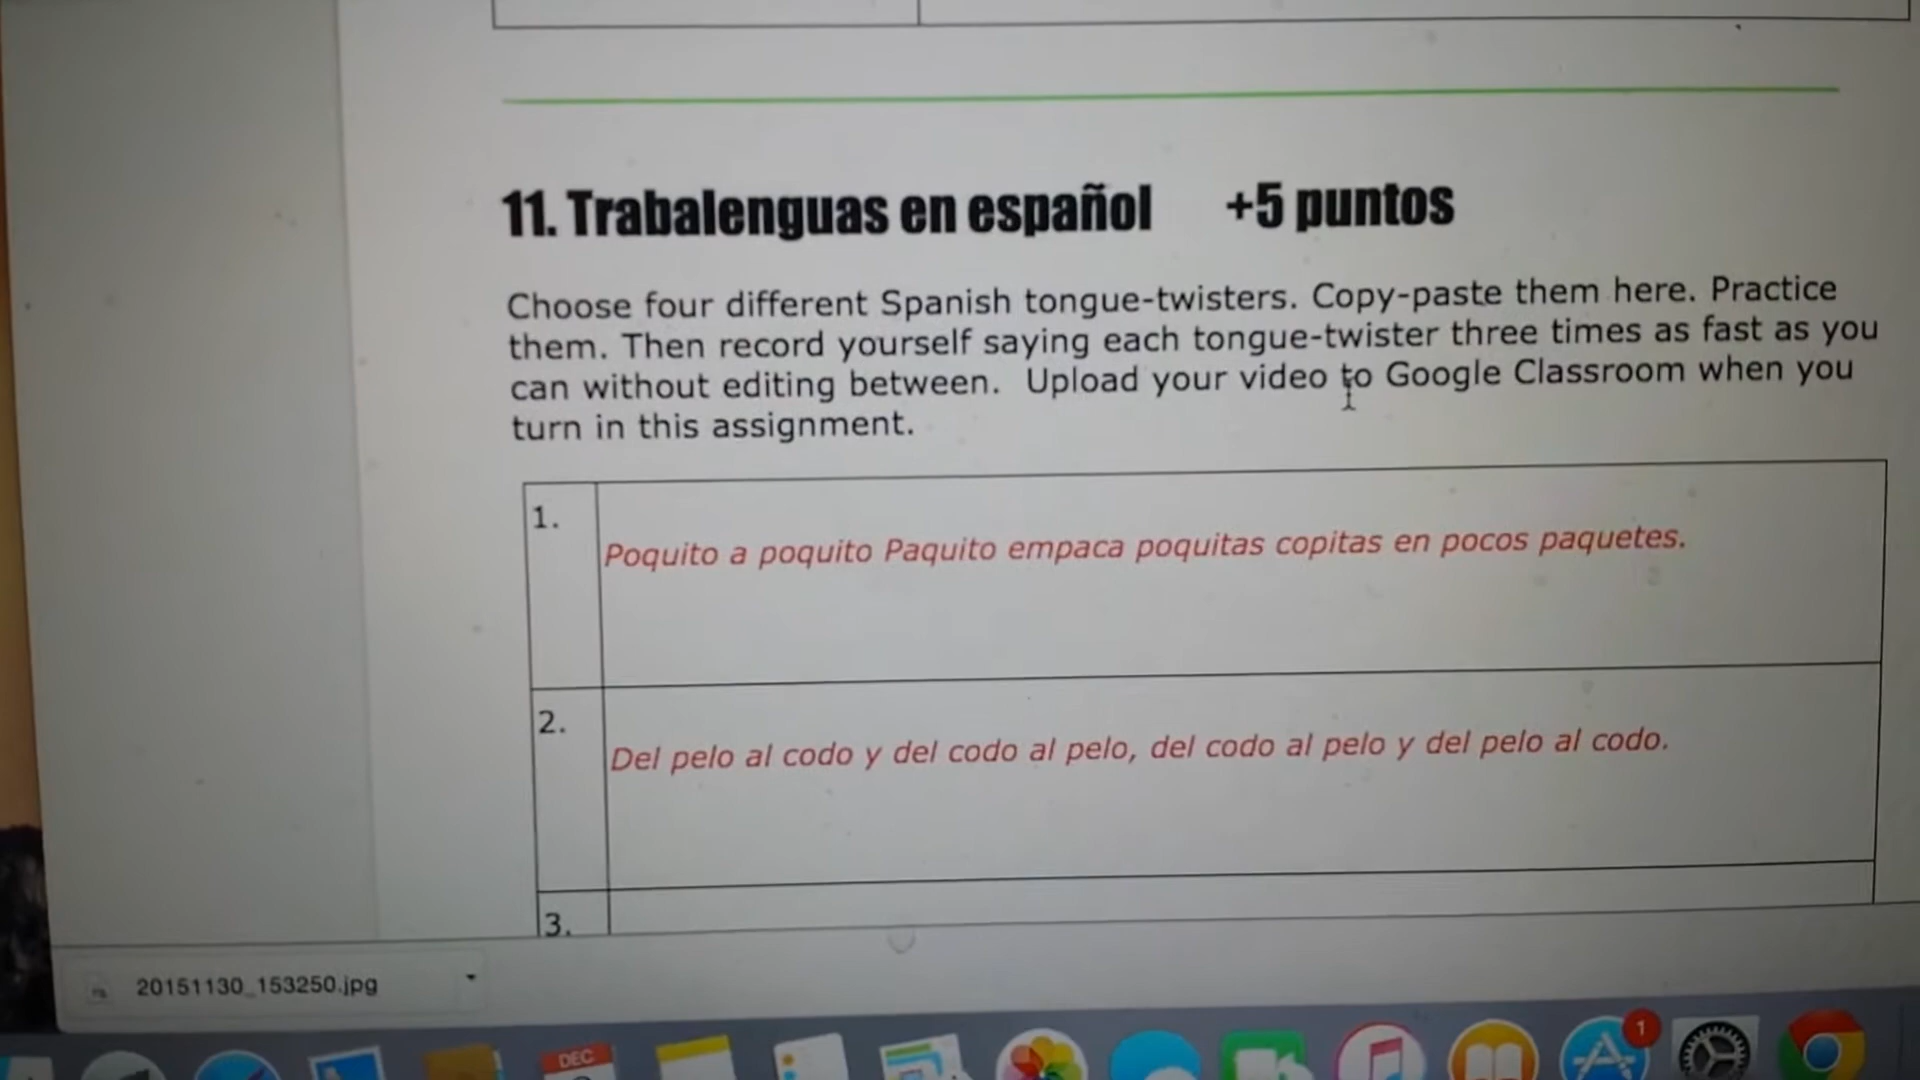 11. Trabalenguas en español +5 puntos
Choose four different Spanish tongue-twisters. Copy-paste them here. Practice
them. Then record yourself saying each tongue-twister three times as fast as you
can without editing between. Upload your video to Google Classroom when you
turn in this assignment.
1.
Poquito a poquito Paquito empaca poquitas copitas en pocos paquetes.
2.
Del pelo al codo y del codo al pelo, del codo al pelo y del pelo al codo.
3.
20151130_153250.jpg
DEC
1